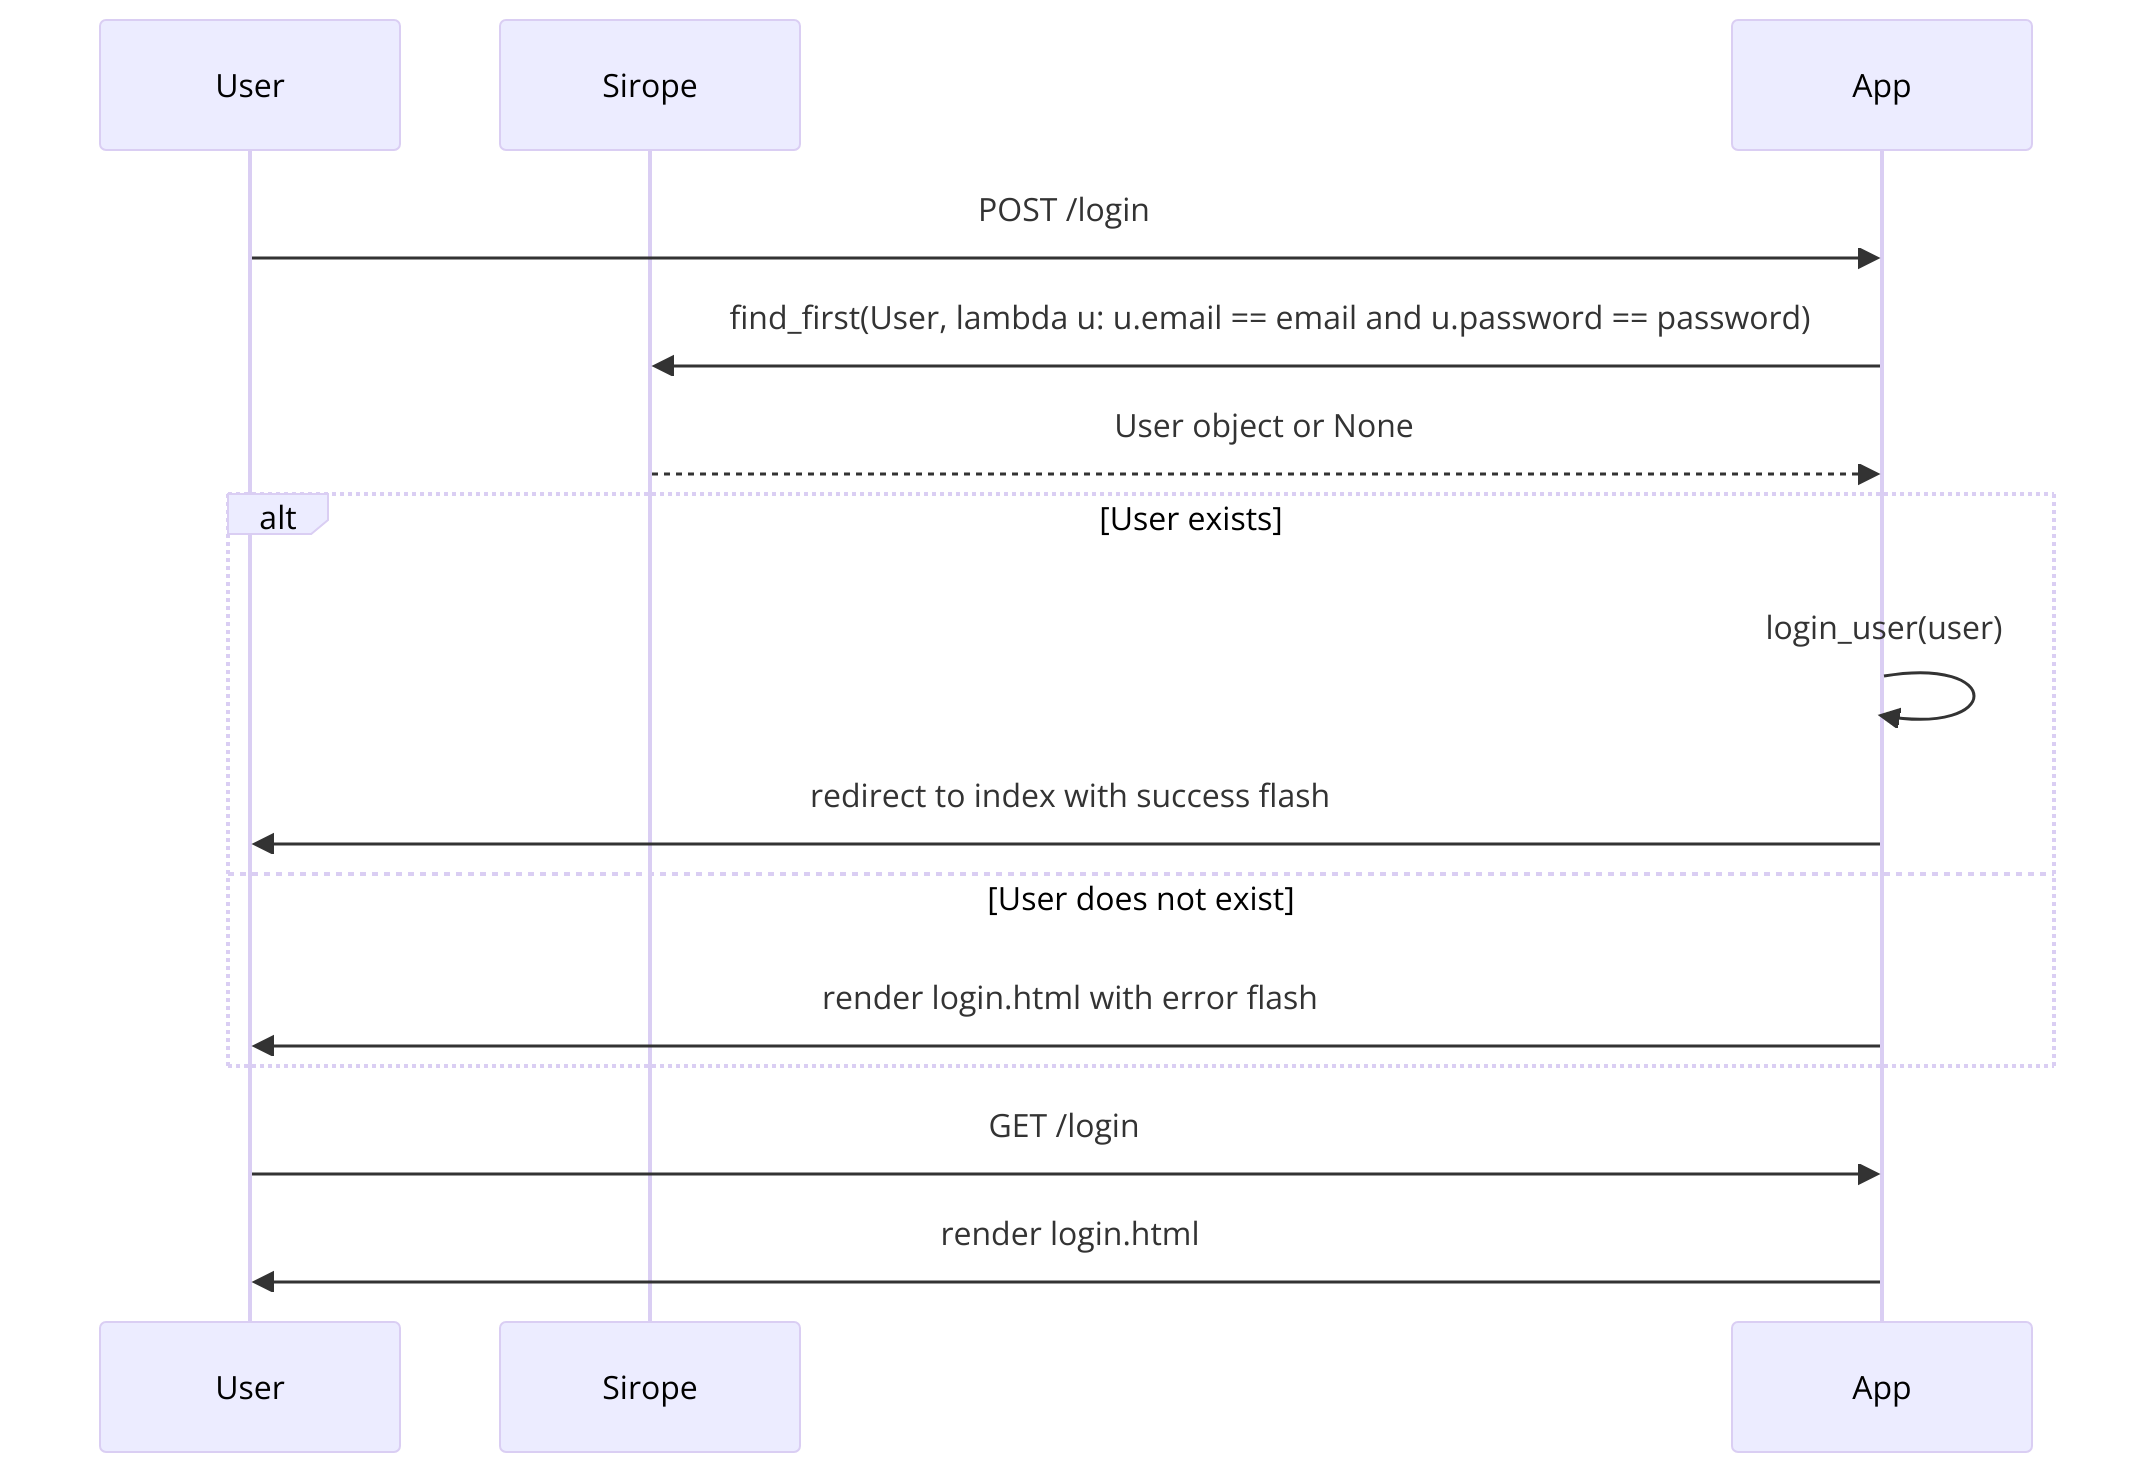 User
Sirope
App
POST /login
find_first(User, lambda u: u.email == email and u.password == password)
User object or None
alt
[User exists]
login_user(user)
redirect to index with success flash
[User does not exist]
render login.html with error flash
GET /login
render login.html
User
Sirope
App